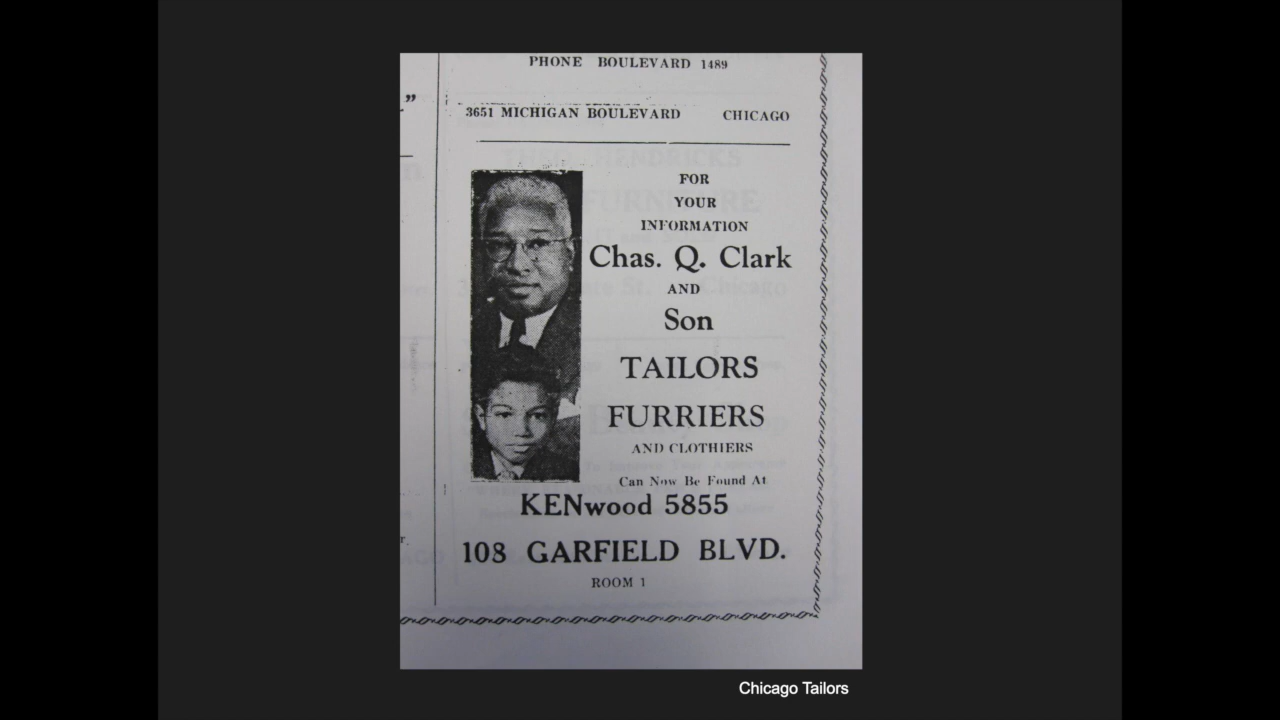 PHONE BOULEVARD 1489
”
3651 MICHIGAN BOULEVARD CHICAGO
FOR
YOUR
INFORMATION
Chas. Q. Clark
AND
Son
TAILORS
FURRIERS
AND CLOTHIERS
Can Now Be Found At
KENwood 5855
108 GARFIELD BLVD.
ROOM 1
Chicago Tailors